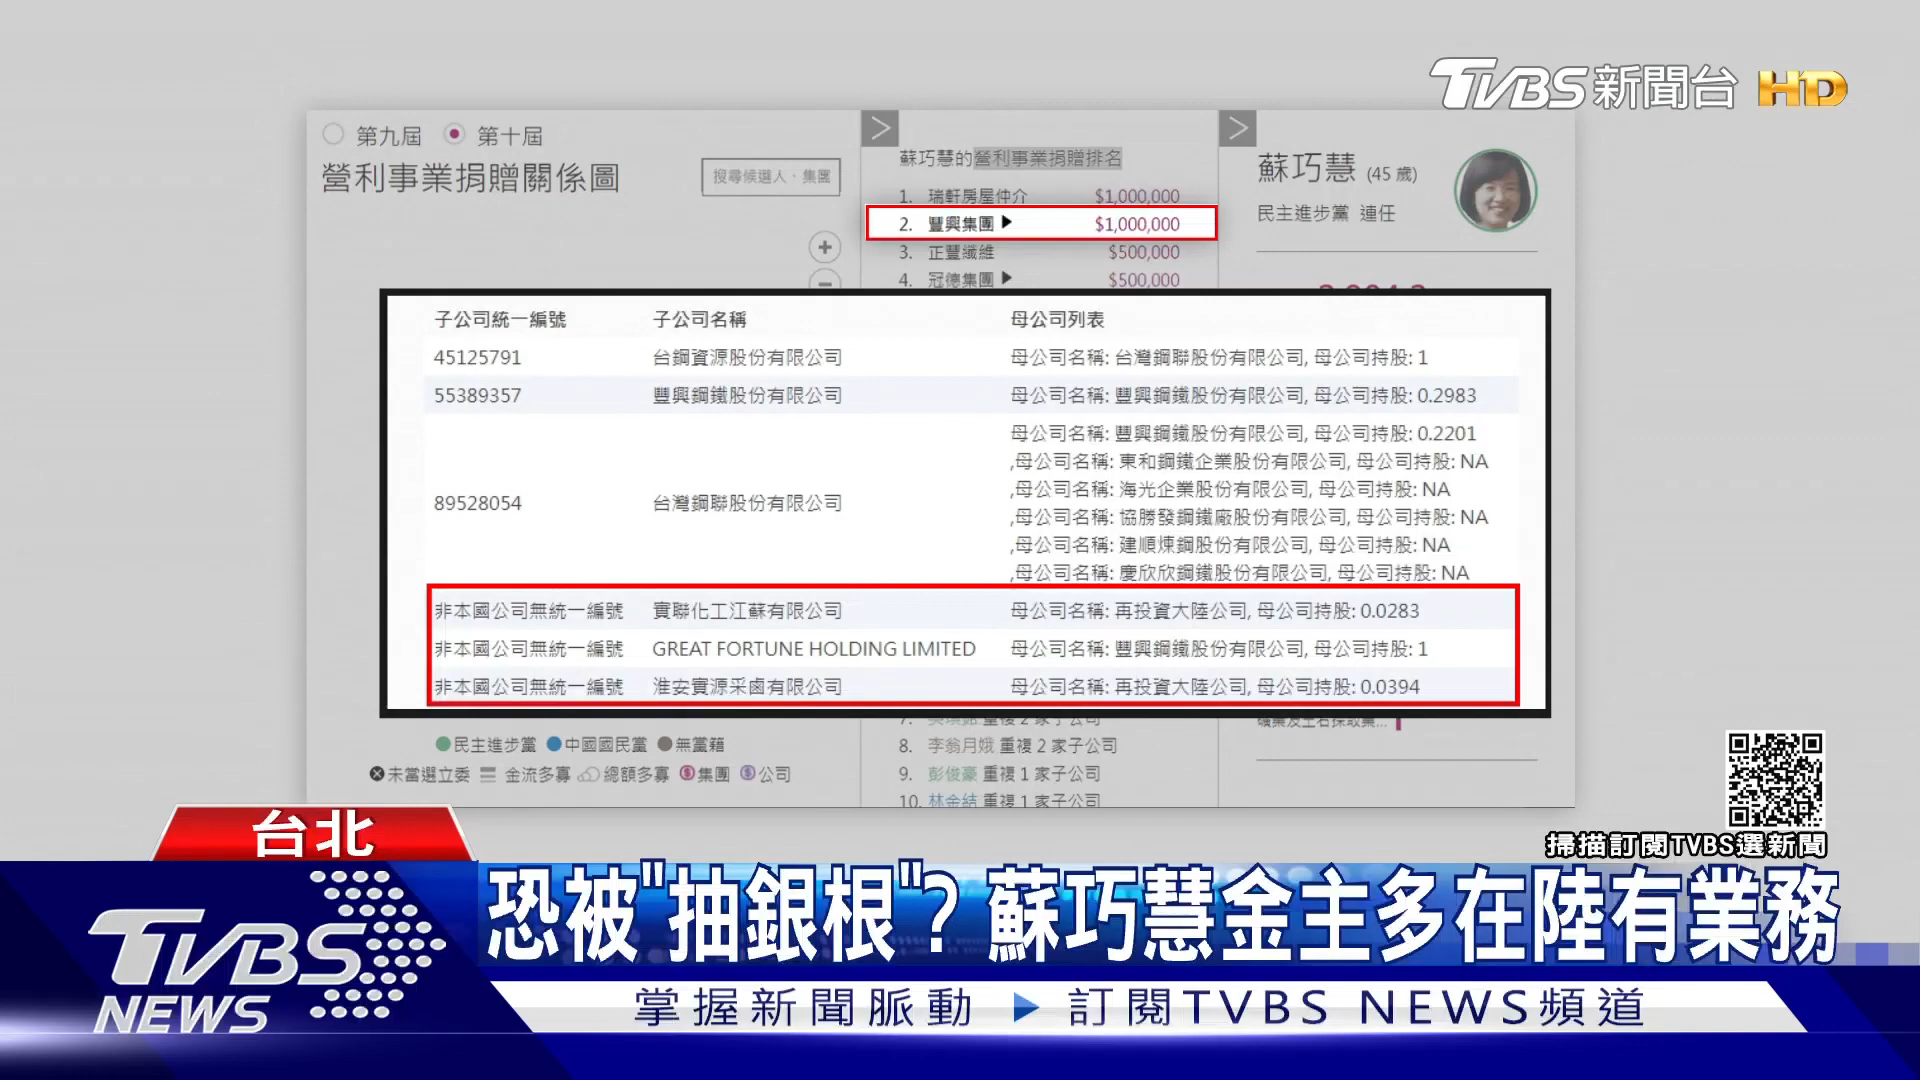 TVBS新聞台 HD
第九屆 第十屆
營利事業捐贈關係圖
搜尋候選人、集團
+
−
蘇巧慧的營利事業捐贈排名
1. 瑞軒房屋仲介 $1,000,000
2. 豐興集團 ▶ $1,000,000
3. 正豐纖維 $500,000
4. 冠德集團 ▶ $500,000
蘇巧慧 (45 歲)
民主進步黨 連任
子公司統一編號 子公司名稱 母公司列表
45125791 台鋼資源股份有限公司 母公司名稱: 台灣鋼聯股份有限公司, 母公司持股: 1
55389357 豐興鋼鐵股份有限公司 母公司名稱: 豐興鋼鐵股份有限公司, 母公司持股: 0.2983
89528054 台灣鋼聯股份有限公司 母公司名稱: 豐興鋼鐵股份有限公司, 母公司持股: 0.2201
,母公司名稱: 東和鋼鐵企業股份有限公司, 母公司持股: NA
,母公司名稱: 海光企業股份有限公司, 母公司持股: NA
,母公司名稱: 協勝發鋼鐵廠股份有限公司, 母公司持股: NA
,母公司名稱: 建順煉鋼股份有限公司, 母公司持股: NA
,母公司名稱: 慶欣欣鋼鐵股份有限公司, 母公司持股: NA
非本國公司無統一編號 實聯化工江蘇有限公司 母公司名稱: 再投資大陸公司, 母公司持股: 0.0283
非本國公司無統一編號 GREAT FORTUNE HOLDING LIMITED 母公司名稱: 豐興鋼鐵股份有限公司, 母公司持股: 1
非本國公司無統一編號 淮安實源采鹵有限公司 母公司名稱: 再投資大陸公司, 母公司持股: 0.0394
重複 2 家子公司
8. 李翁月娥 重複 2 家子公司
9. 彭俊豪 重複 1 家子公司
10. 林金結 重複 1 家子公司
民主進步黨 中國國民黨 無黨籍
未當選立委 金流多寡 總額多寡 集團 公司
掃描訂閱TVBS選新聞
台北
恐被"抽銀根"? 蘇巧慧金主多在陸有業務
TVBS
NEWS
掌握新聞脈動 ▶ 訂閱TVBS NEWS頻道